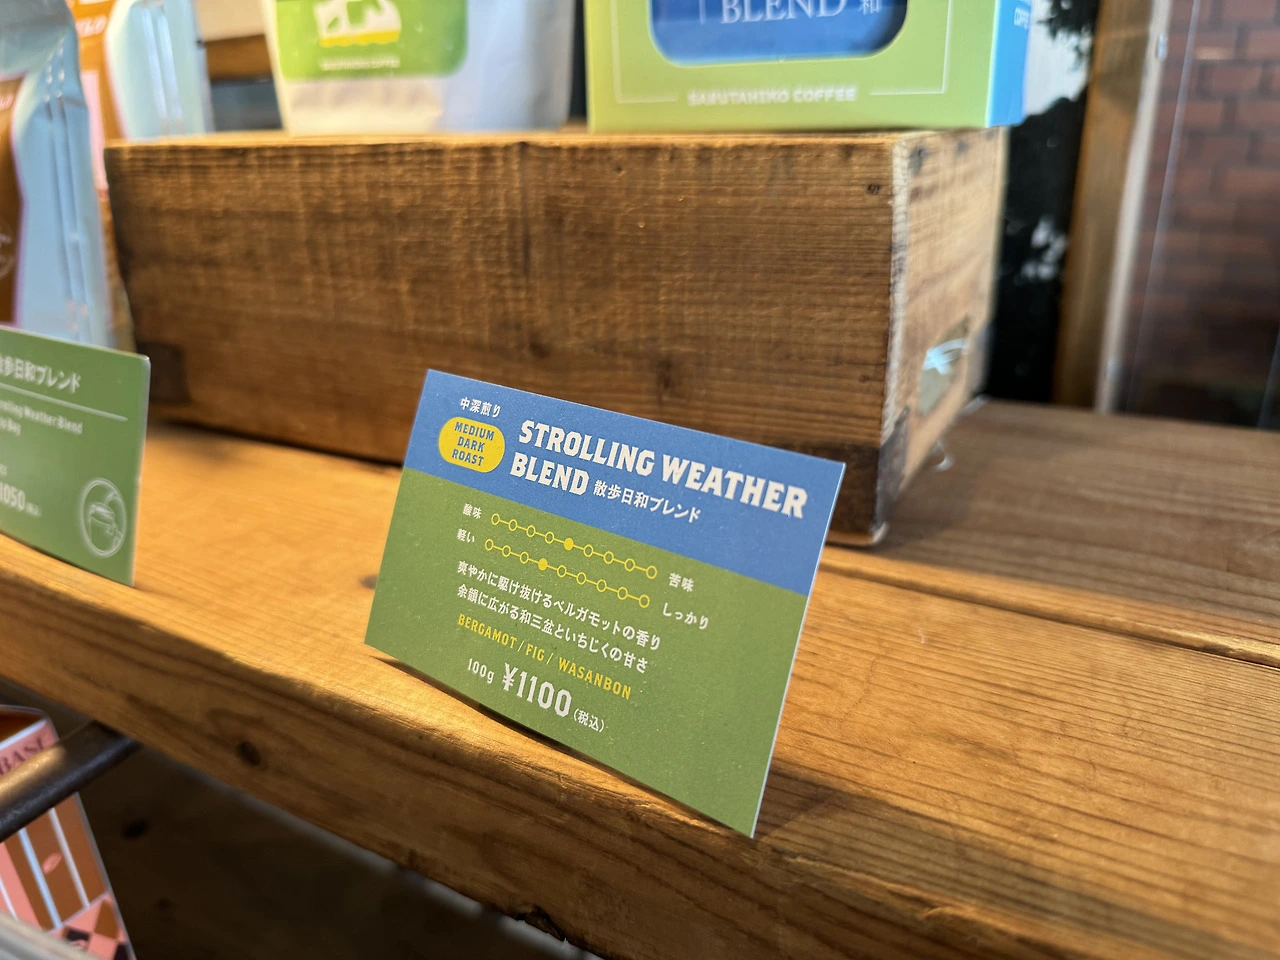 BLEND 和
SAKUTAHIKO COFFEE
散歩日和ブレンド
Strolling Weather Blend
1050(税込)
中深煎り
MEDIUM
DARK
ROAST
STROLLING WEATHER
BLEND 散歩日和ブレンド
酸味 苦味
軽い しっかり
爽やかに駆け抜けるベルガモットの香り
余韻に広がる和三盆といちじくの甘さ
BERGAMOT / FIG / WASANBON
100g ¥1100(税込)